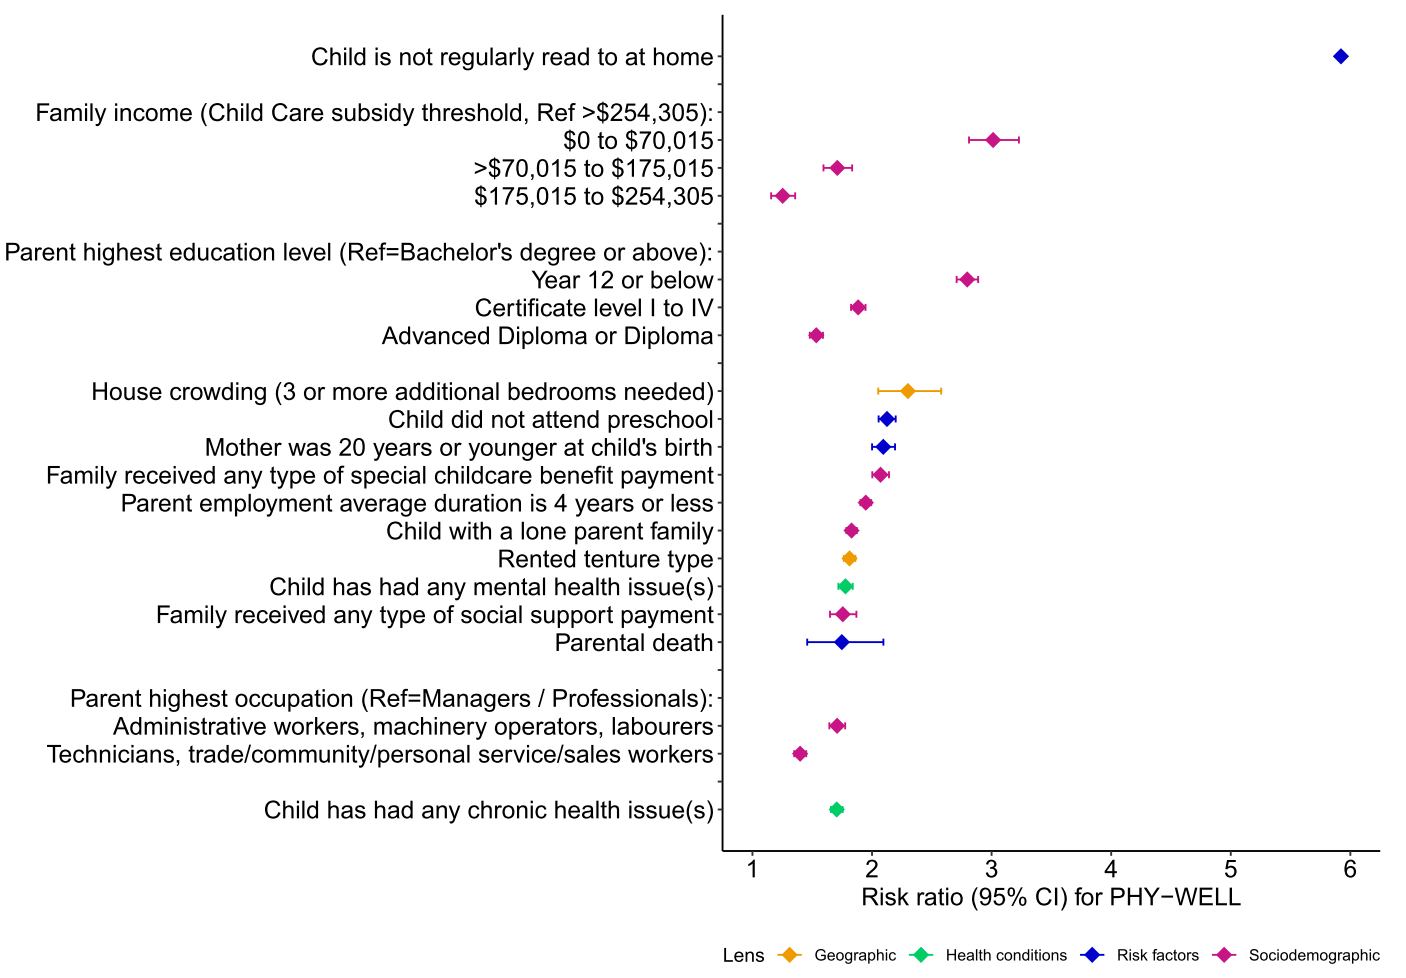 Child is not regularly read to at home
Family income (Child Care subsidy threshold, Ref >$254,305):
$0 to $70,015
>$70,015 to $175,015
$175,015 to $254,305
Parent highest education level (Ref=Bachelor's degree or above):
Year 12 or below
Certificate level I to IV
Advanced Diploma or Diploma
House crowding (3 or more additional bedrooms needed)
Child did not attend preschool
Mother was 20 years or younger at child's birth
Family received any type of special childcare benefit payment
Parent employment average duration is 4 years or less
Child with a lone parent family
Rented tenture type
Child has had any mental health issue(s)
Family received any type of social support payment
Parental death
Parent highest occupation (Ref=Managers / Professionals):
Administrative workers, machinery operators, labourers
Technicians, trade/community/personal service/sales workers
Child has had any chronic health issue(s)
1 2 3 4 5 6
Risk ratio (95% CI) for PHY−WELL
Lens Geographic Health conditions Risk factors Sociodemographic